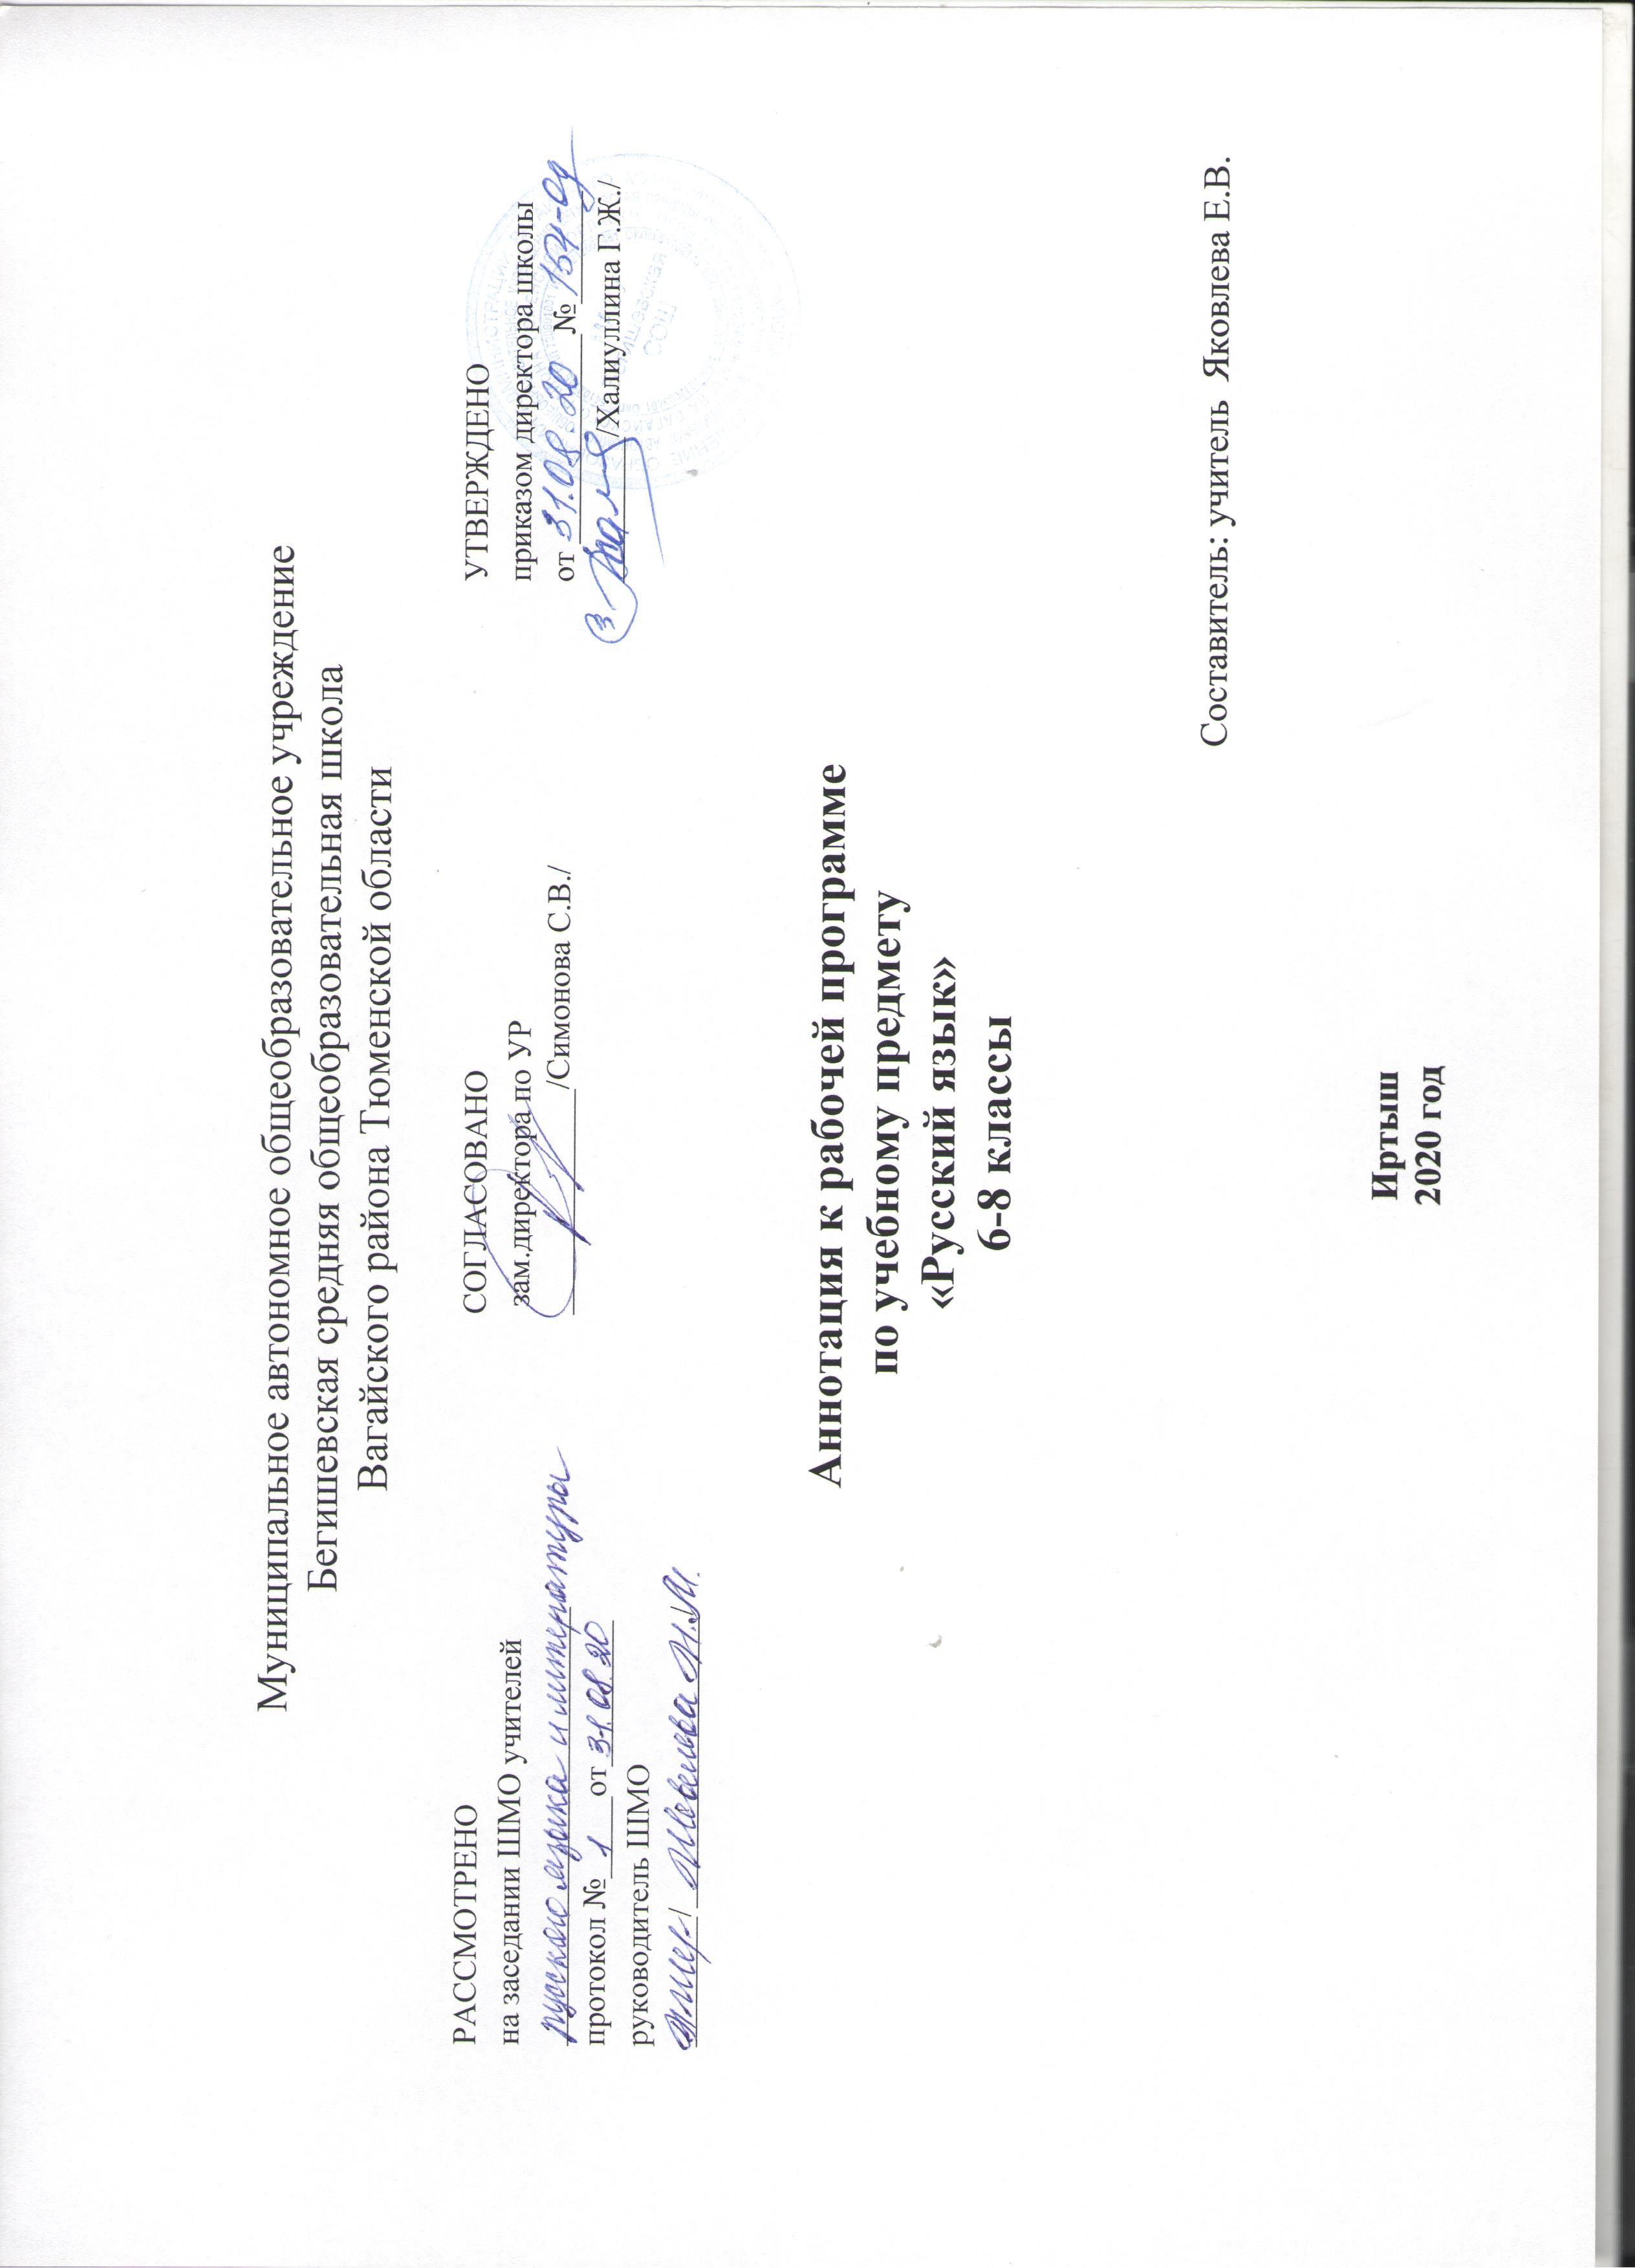 Муниципальное автономное общеобразовательное учреждение
Бегишевская средняя общеобразовательная школа
Вагайского района Тюменской области
РАССМОТРЕНО
на заседании ШМО учителей
русского языка и литературы
протокол № 1 от 31.08.20
руководитель ШМО
СОГЛАСОВАНО
зам.директора по УР
/Симонова С.В./
УТВЕРЖДЕНО
приказом директора школы
от 31.08.20 № 154-од
/Халиуллина Г.Ж./
СОШ
Аннотация к рабочей программе
по учебному предмету
«Русский язык»
6-8 классы
Составитель: учитель Яковлева Е.В.
Иртыш
2020 год